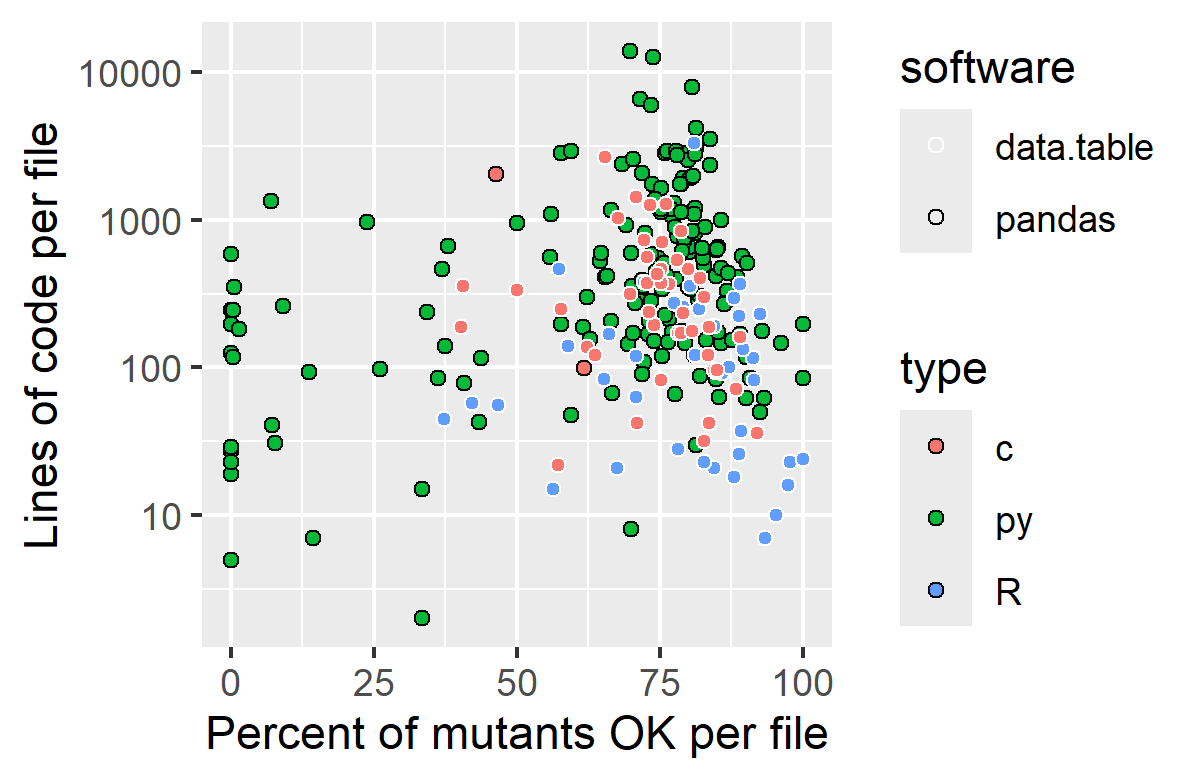 Lines of code per file
10000
1000
100
10
0 25 50 75 100
Percent of mutants OK per file
software
data.table
pandas
type
c
py
R